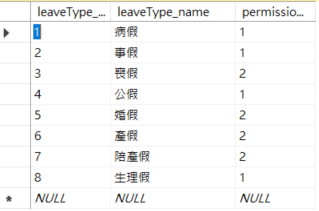 leaveType_... leaveType_name permissio...
1 病假 1
2 事假 1
3 喪假 2
4 公假 1
5 婚假 2
6 產假 2
7 陪產假 2
8 生理假 1
NULL NULL NULL